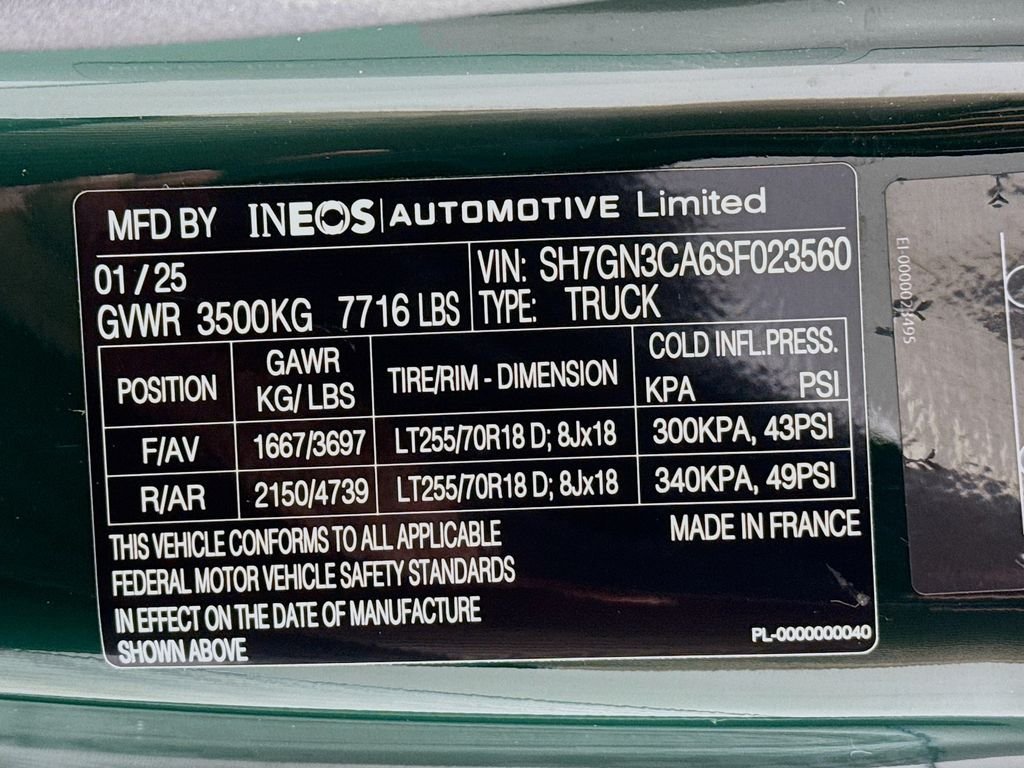 MFD BY INEOS | AUTOMOTIVE Limited
01 / 25
GVWR 3500KG 7716 LBS
VIN: SH7GN3CA6SF023560
TYPE: TRUCK
POSITION GAWR KG/ LBS TIRE/RIM - DIMENSION COLD INFL.PRESS. KPA PSI
F/AV 1667/3697 LT255/70R18 D; 8Jx18 300KPA, 43PSI
R/AR 2150/4739 LT255/70R18 D; 8Jx18 340KPA, 49PSI
THIS VEHICLE CONFORMS TO ALL APPLICABLE
FEDERAL MOTOR VEHICLE SAFETY STANDARDS
IN EFFECT ON THE DATE OF MANUFACTURE
SHOWN ABOVE
MADE IN FRANCE
PL-0000000040